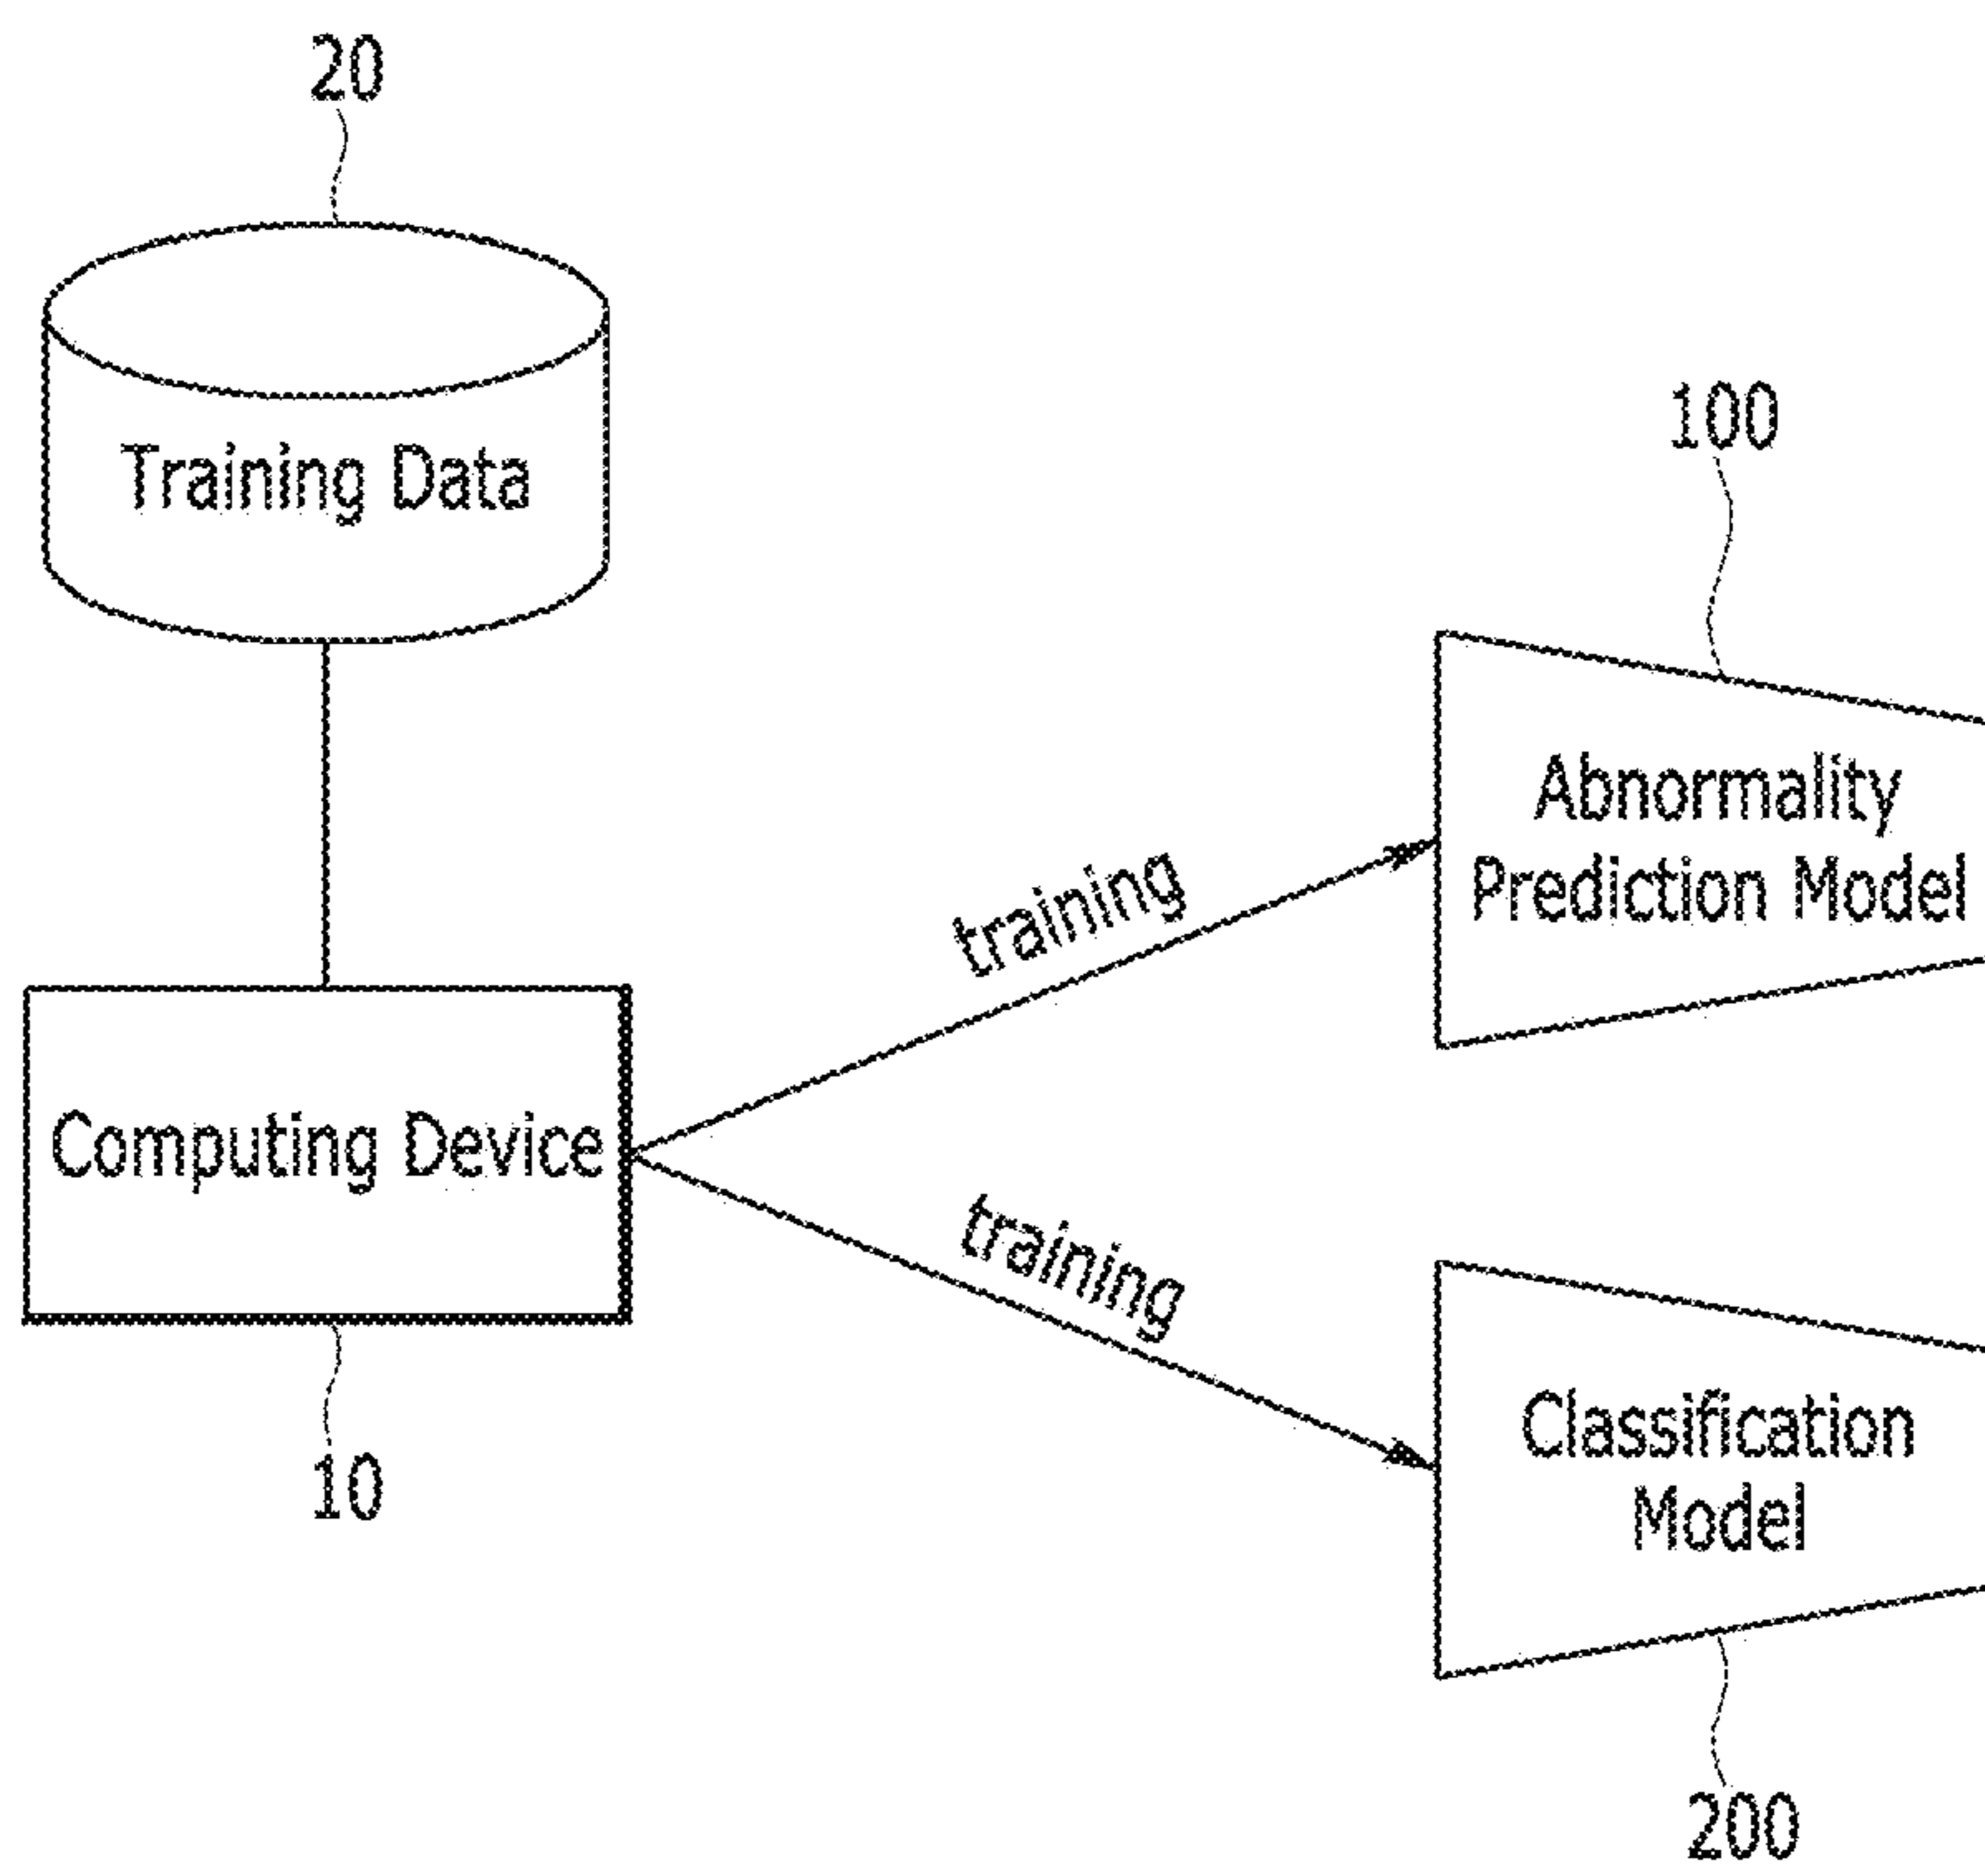 20
Training Data
100
Abnormality
Prediction Model
training
Computing Device
training
10
Classification
Model
200